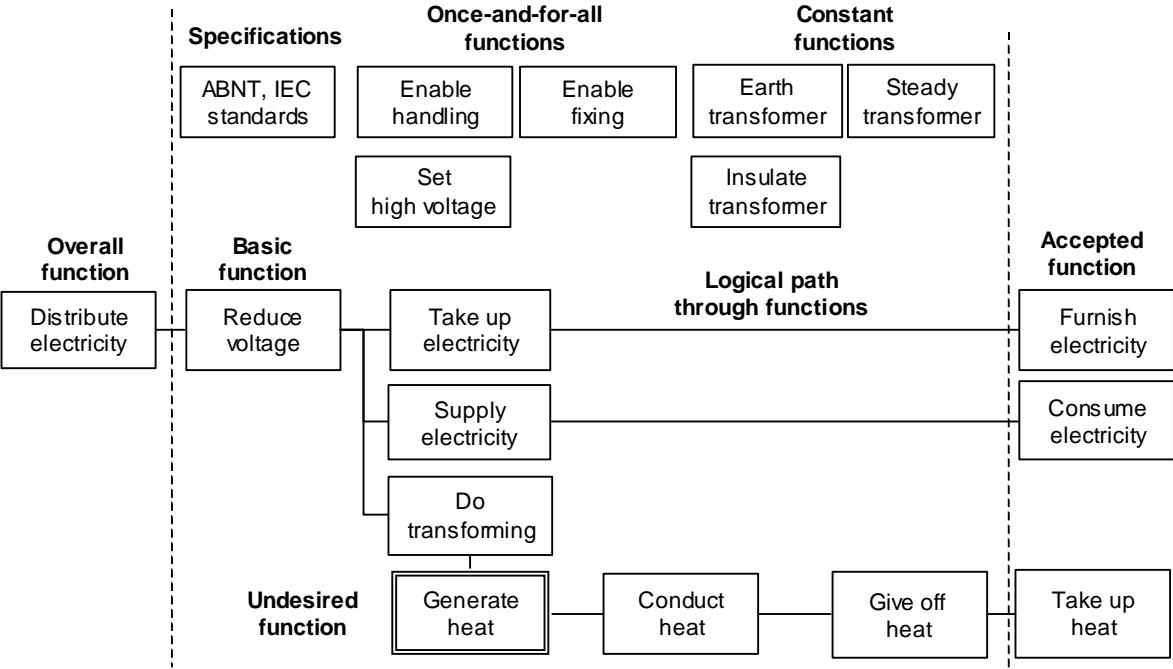 Specifications
Once-and-for-all
functions
Constant
functions
ABNT, IEC
standards
Enable
handling
Enable
fixing
Earth
transformer
Steady
transformer
Set
high voltage
Insulate
transformer
Overall
function
Basic
function
Logical path
through functions
Accepted
function
Distribute
electricity
Reduce
voltage
Take up
electricity
Furnish
electricity
Supply
electricity
Consume
electricity
Do
transforming
Undesired
function
Generate
heat
Conduct
heat
Give off
heat
Take up
heat